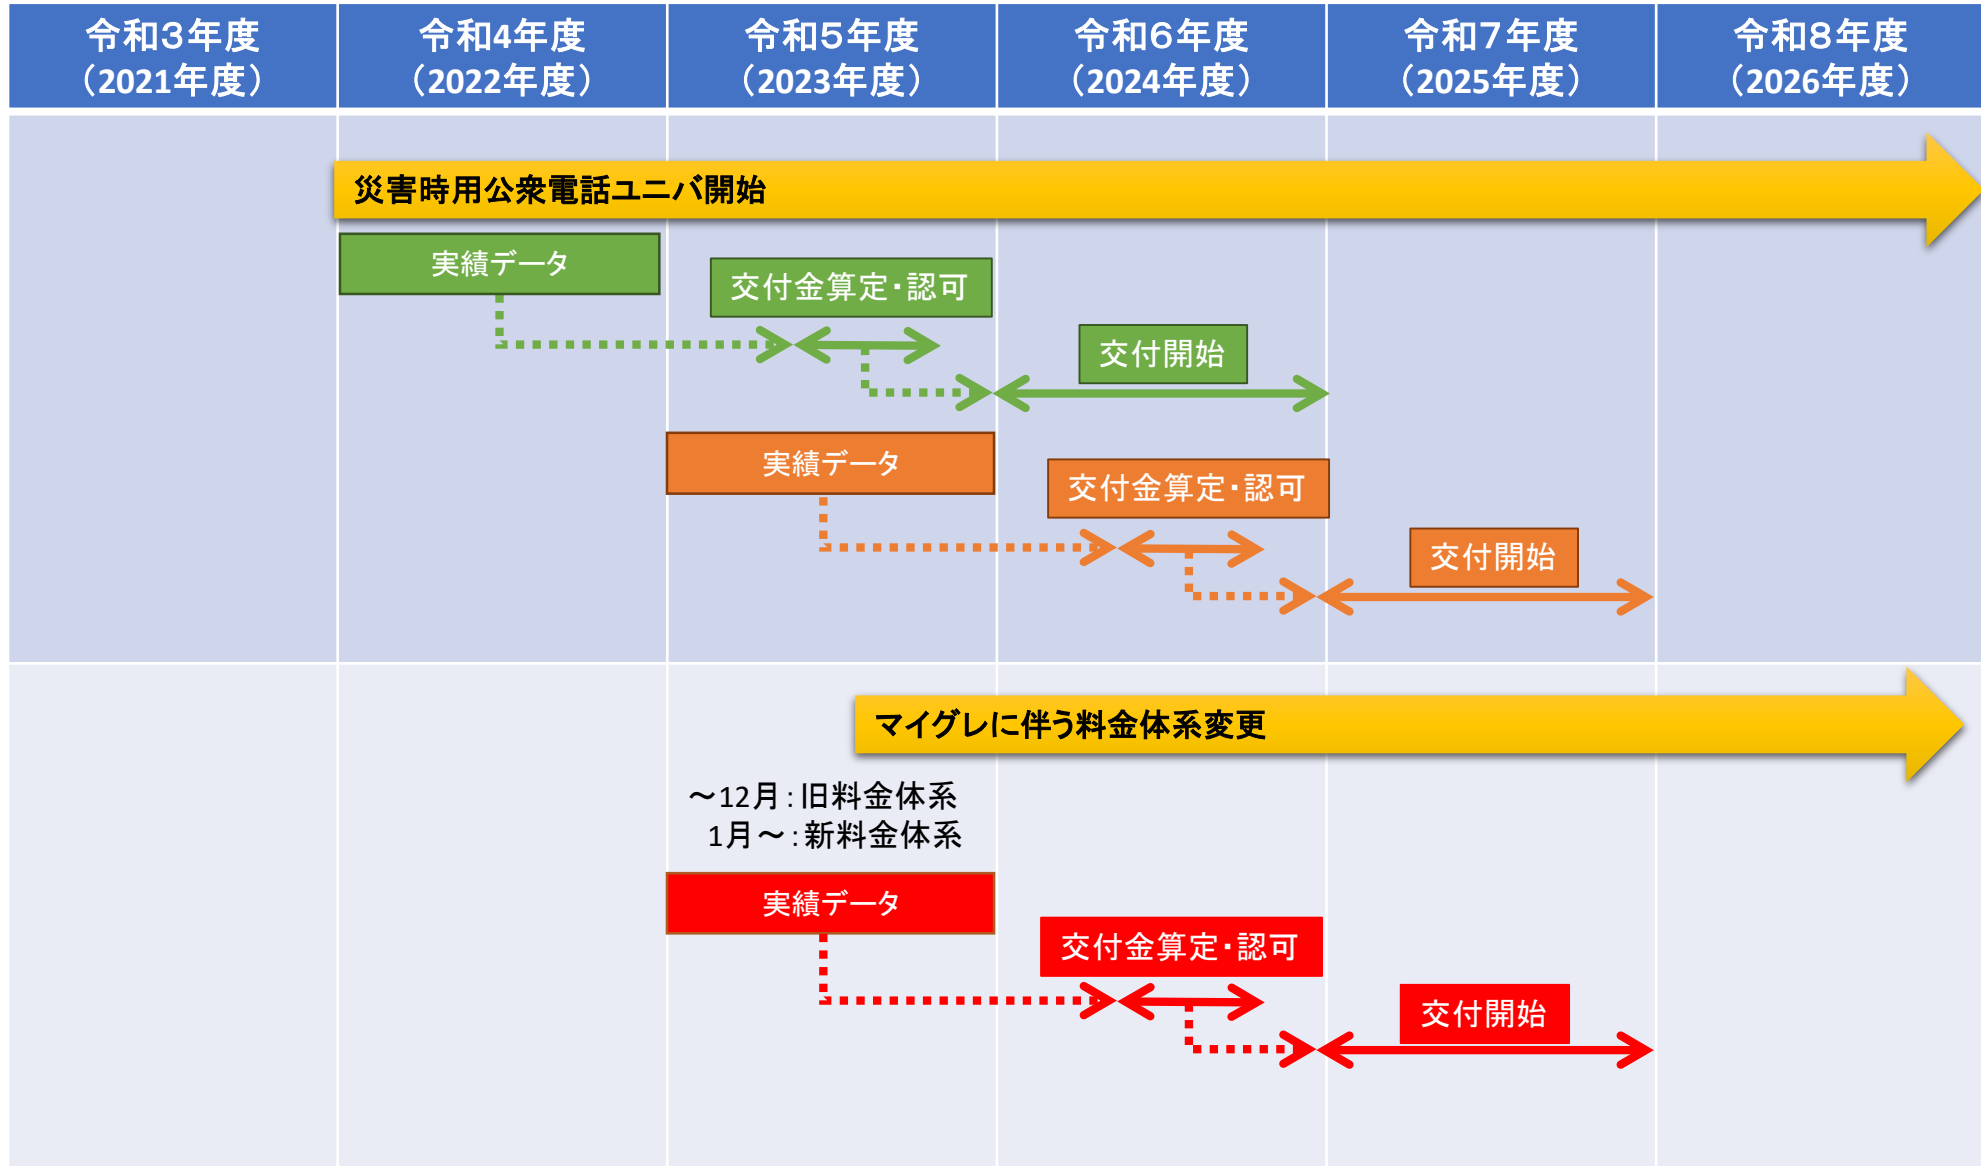 令和３年度
（2021年度）
令和4年度
（2022年度）
令和５年度
（2023年度）
令和６年度
（2024年度）
令和７年度
（2025年度）
令和８年度
（2026年度）
災害時用公衆電話ユニバ開始
実績データ
交付金算定・認可
交付開始
実績データ
交付金算定・認可
交付開始
マイグレに伴う料金体系変更
～12月：旧料金体系
1月～：新料金体系
実績データ
交付金算定・認可
交付開始